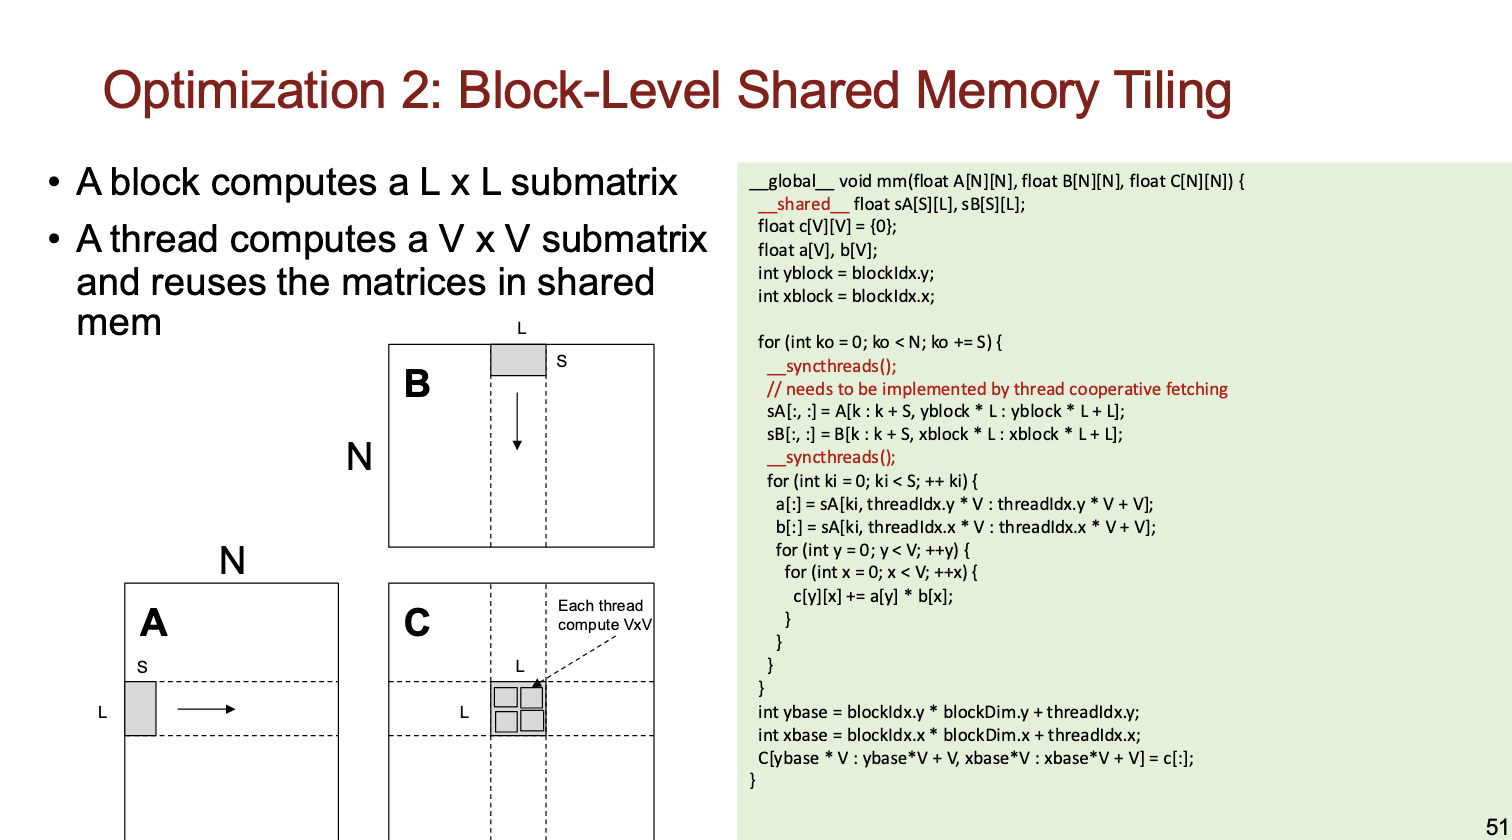 Optimization 2: Block-Level Shared Memory Tiling
• A block computes a L x L submatrix
• A thread computes a V x V submatrix
and reuses the matrices in shared
mem
L
B
S
N
N
A
S
L
C
Each thread
compute VxV
L
L
__global__ void mm(float A[N][N], float B[N][N], float C[N][N]) {
__shared__ float sA[S][L], sB[S][L];
float c[V][V] = {0};
float a[V], b[V];
int yblock = blockIdx.y;
int xblock = blockIdx.x;
for (int ko = 0; ko < N; ko += S) {
__syncthreads();
// needs to be implemented by thread cooperative fetching
sA[:, :] = A[k : k + S, yblock * L : yblock * L + L];
sB[:, :] = B[k : k + S, xblock * L : xblock * L + L];
__syncthreads();
for (int ki = 0; ki < S; ++ ki) {
a[:] = sA[ki, threadIdx.y * V : threadIdx.y * V + V];
b[:] = sA[ki, threadIdx.x * V : threadIdx.x * V + V];
for (int y = 0; y < V; ++y) {
for (int x = 0; x < V; ++x) {
c[y][x] += a[y] * b[x];
}
}
}
}
int ybase = blockIdx.y * blockDim.y + threadIdx.y;
int xbase = blockIdx.x * blockDim.x + threadIdx.x;
C[ybase * V : ybase*V + V, xbase*V : xbase*V + V] = c[:];
}
51